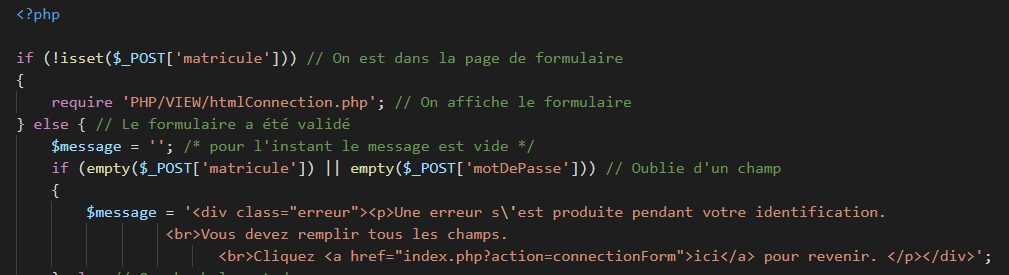 <?php
if (!isset($_POST['matricule'])) // On est dans la page de formulaire
{
require 'PHP/VIEW/htmlConnection.php'; // On affiche le formulaire
} else { // Le formulaire a été validé
$message = ''; /* pour l'instant le message est vide */
if (empty($_POST['matricule']) || empty($_POST['motDePasse'])) // Oublie d'un champ
{
$message = '<div class="erreur"><p>Une erreur s\'est produite pendant votre identification.
<br>Vous devez remplir tous les champs.
<br>Cliquez <a href="index.php?action=connectionForm">ici</a> pour revenir. </p></div>';